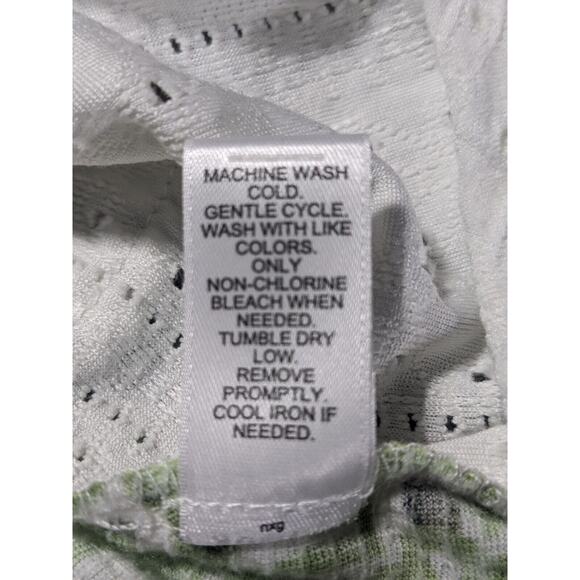 MACHINE WASH
COLD.
GENTLE CYCLE.
WASH WITH LIKE
COLORS.
ONLY
NON-CHLORINE
BLEACH WHEN
NEEDED.
TUMBLE DRY
LOW.
REMOVE
PROMPTLY.
COOL IRON IF
NEEDED.
nxg